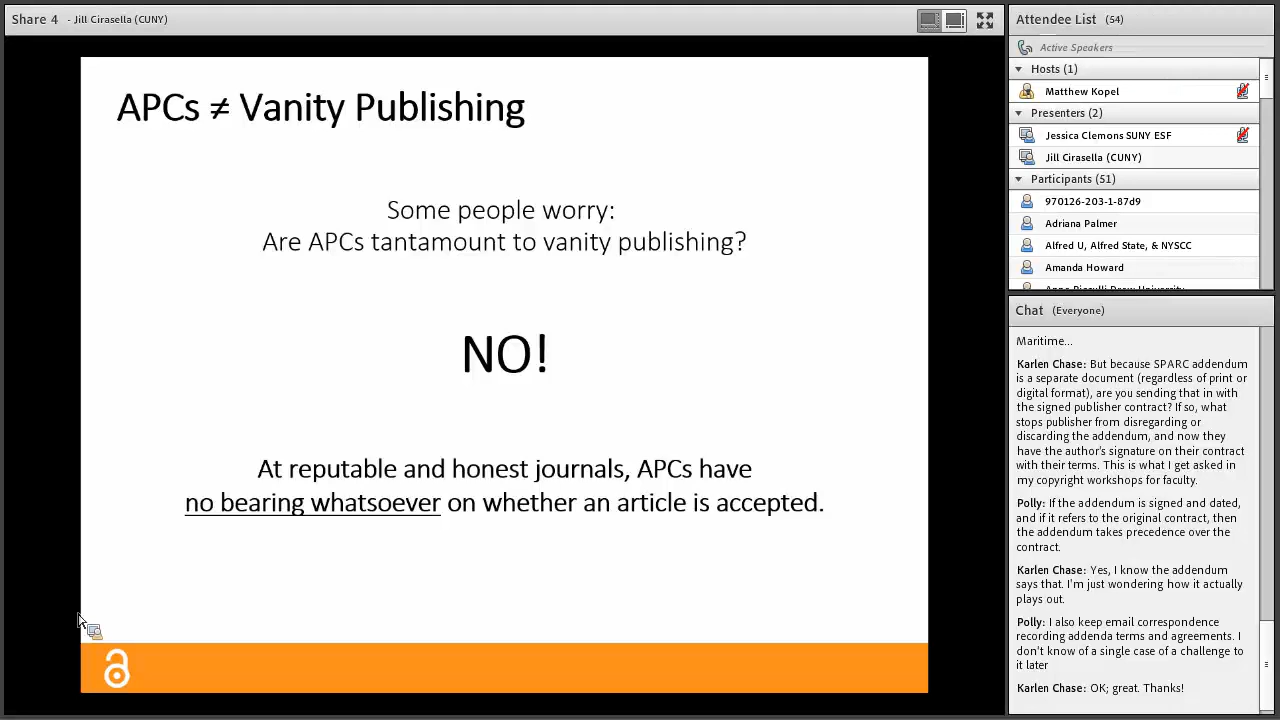 Share 4 - Jill Cirasella (CUNY)
APCs ≠ Vanity Publishing
Some people worry:
Are APCs tantamount to vanity publishing?
NO!
At reputable and honest journals, APCs have
no bearing whatsoever on whether an article is accepted.
Attendee List (54)
Active Speakers
Hosts (1)
Matthew Kopel
Presenters (2)
Jessica Clemons SUNY ESF
Jill Cirasella (CUNY)
Participants (51)
970126-203-1-87d9
Adriana Palmer
Alfred U, Alfred State, & NYSCC
Amanda Howard
Chat (Everyone)
Maritime...
Karlen Chase: But because SPARC addendum
is a separate document (regardless of print or
digital format), are you sending that in with
the signed publisher contract? If so, what
stops publisher from disregarding or
discarding the addendum, and now they
have the author's signature on their contract
with their terms. This is what I get asked in
my copyright workshops for faculty.
Polly: If the addendum is signed and dated,
and if it refers to the original contract, then
the addendum takes precedence over the
contract.
Karlen Chase: Yes, I know the addendum
says that. I'm just wondering how it actually
plays out.
Polly: I also keep email correspondence
recording addenda terms and agreements. I
don't know of a single case of a challenge to
it later
Karlen Chase: OK; great. Thanks!